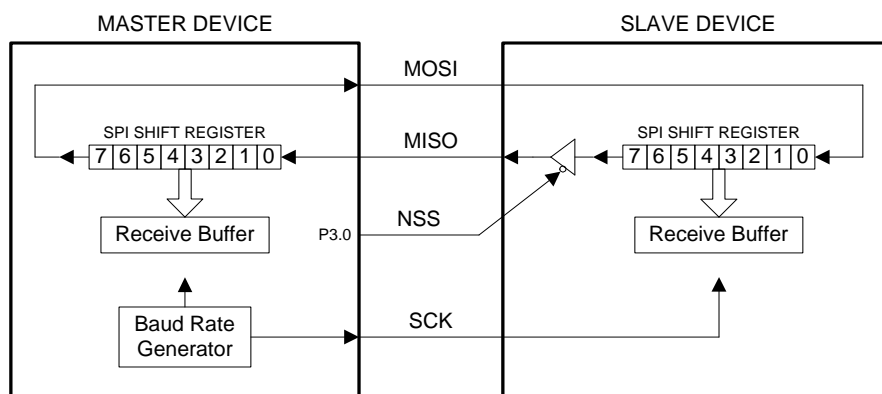 MASTER DEVICE
SLAVE DEVICE
MOSI
SPI SHIFT REGISTER
7 6 5 4 3 2 1 0
MISO
SPI SHIFT REGISTER
7 6 5 4 3 2 1 0
Receive Buffer
P3.0
NSS
Receive Buffer
Baud Rate
Generator
SCK